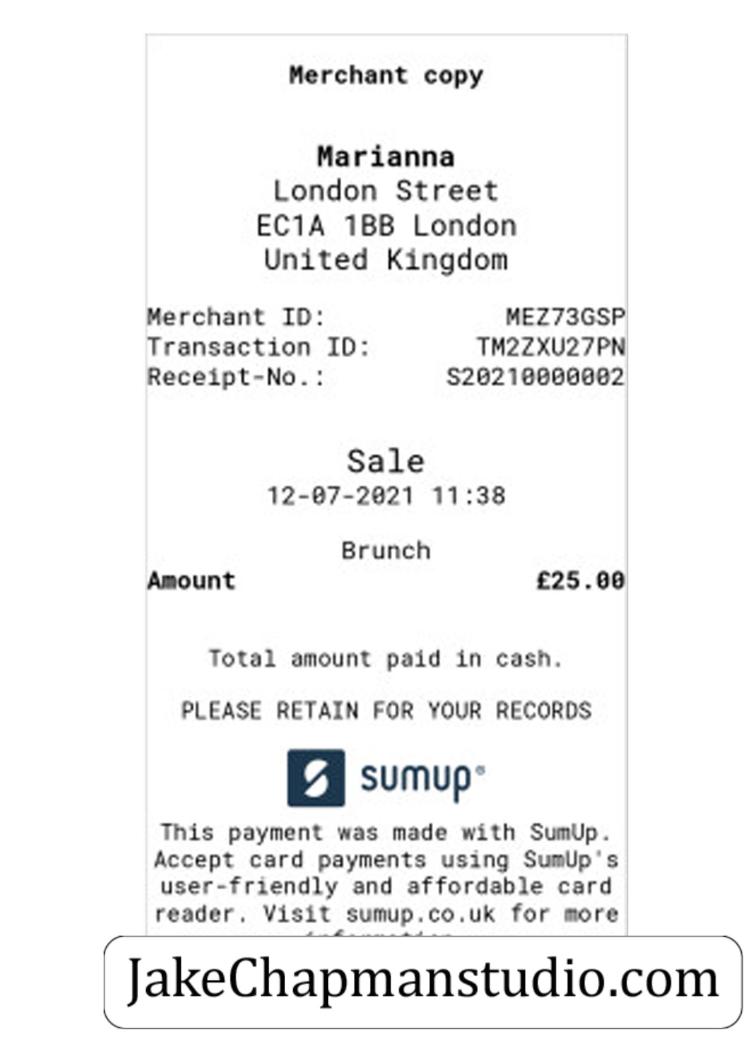 Merchant copy
Marianna
London Street
EC1A 1BB London
United Kingdom
Merchant ID: MEZ73GSP
Transaction ID: TM2ZXU27PN
Receipt-No.: S20210000002
Sale
12-07-2021 11:38
Brunch
Amount £25.00
Total amount paid in cash.
PLEASE RETAIN FOR YOUR RECORDS
sumup®
This payment was made with SumUp.
Accept card payments using SumUp's
user-friendly and affordable card
reader. Visit sumup.co.uk for more
JakeChapmanstudio.com